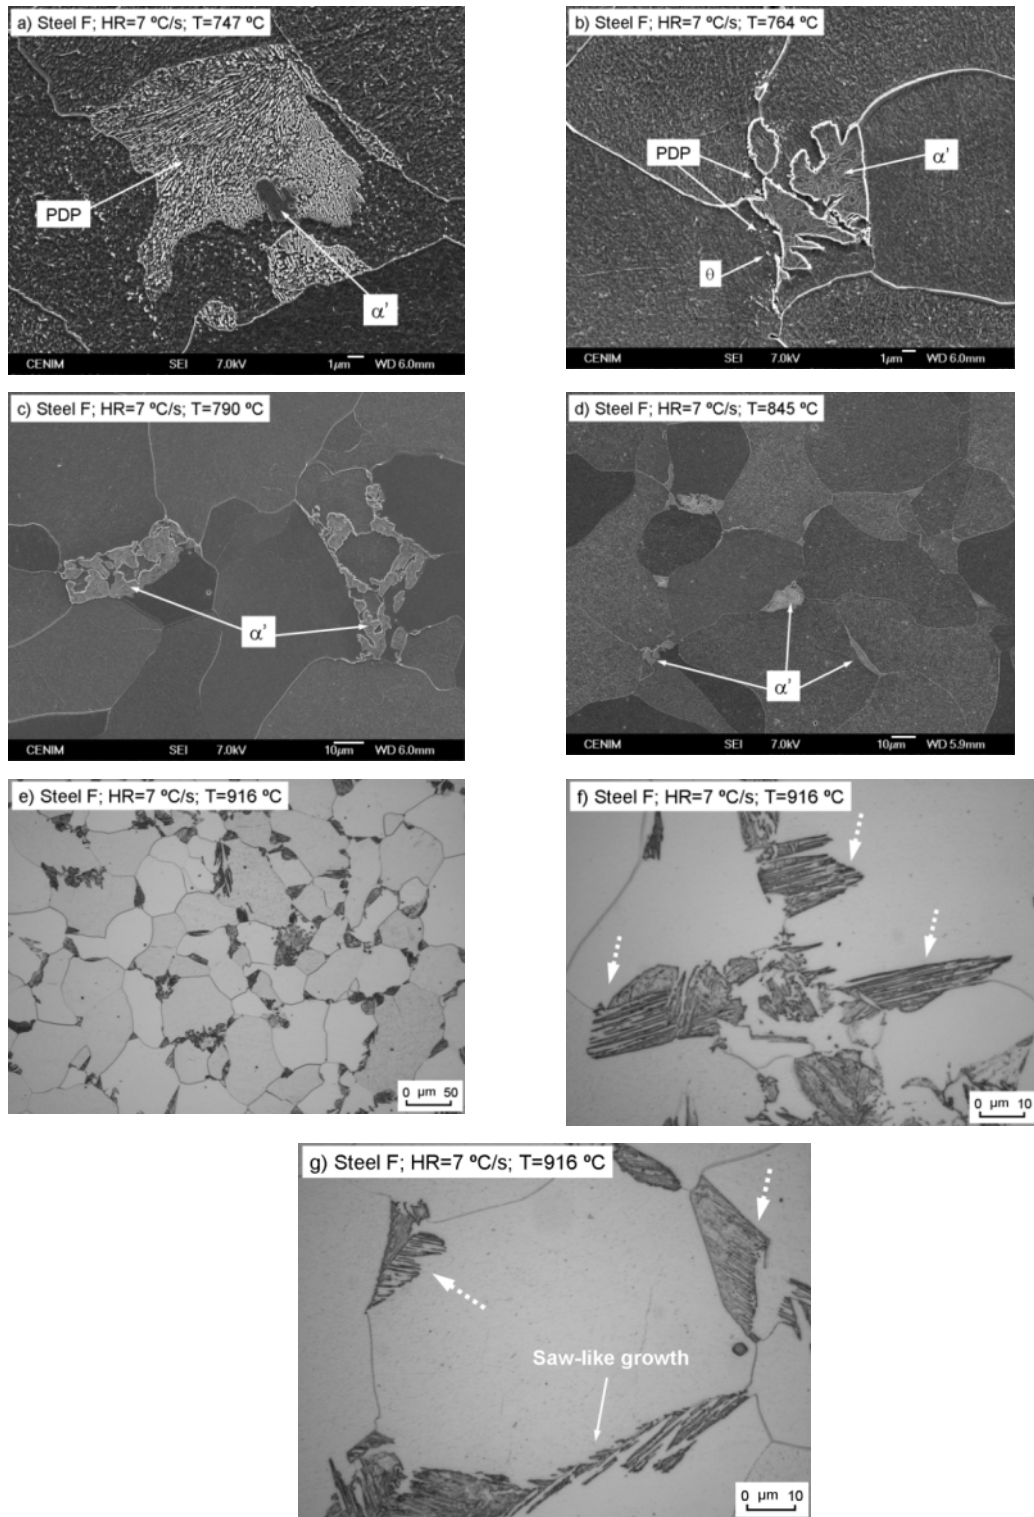 a) Steel F; HR=7 ºC/s; T=747 ºC
PDP
α’
CENIM SEI 7.0kV 1µm WD 6.0mm
b) Steel F; HR=7 ºC/s; T=764 ºC
PDP
α’
θ
CENIM SEI 7.0kV 1µm WD 6.0mm
c) Steel F; HR=7 ºC/s; T=790 ºC
α’
CENIM SEI 7.0kV 10µm WD 6.0mm
d) Steel F; HR=7 ºC/s; T=845 ºC
α’
CENIM SEI 7.0kV 10µm WD 5.9mm
e) Steel F; HR=7 ºC/s; T=916 ºC
0 µm 50
f) Steel F; HR=7 ºC/s; T=916 ºC
0 µm 10
g) Steel F; HR=7 ºC/s; T=916 ºC
Saw-like growth
0 µm 10